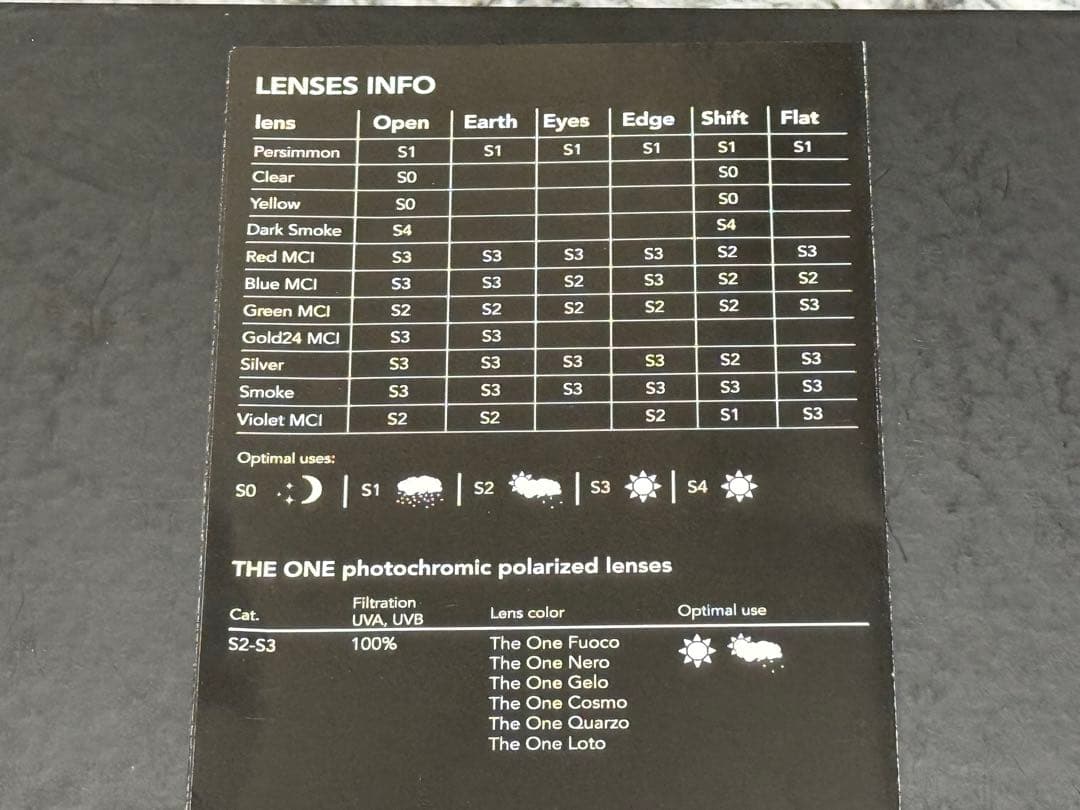 LENSES INFO
lens Open Earth Eyes Edge Shift Flat
Persimmon S1 S1 S1 S1 S1 S1
Clear S0 S0
Yellow S0 S0
Dark Smoke S4 S4
Red MCI S3 S3 S3 S3 S2 S3
Blue MCI S3 S3 S2 S3 S2 S2
Green MCI S2 S2 S2 S2 S2 S3
Gold24 MCI S3 S3
Silver S3 S3 S3 S3 S2 S3
Smoke S3 S3 S3 S3 S3 S3
Violet MCI S2 S2 S2 S1 S3
Optimal uses:
S0 S1 S2 S3 S4
THE ONE photochromic polarized lenses
Cat. Filtration UVA, UVB Lens color Optimal use
S2-S3 100% The One Fuoco
The One Nero
The One Gelo
The One Cosmo
The One Quarzo
The One Loto